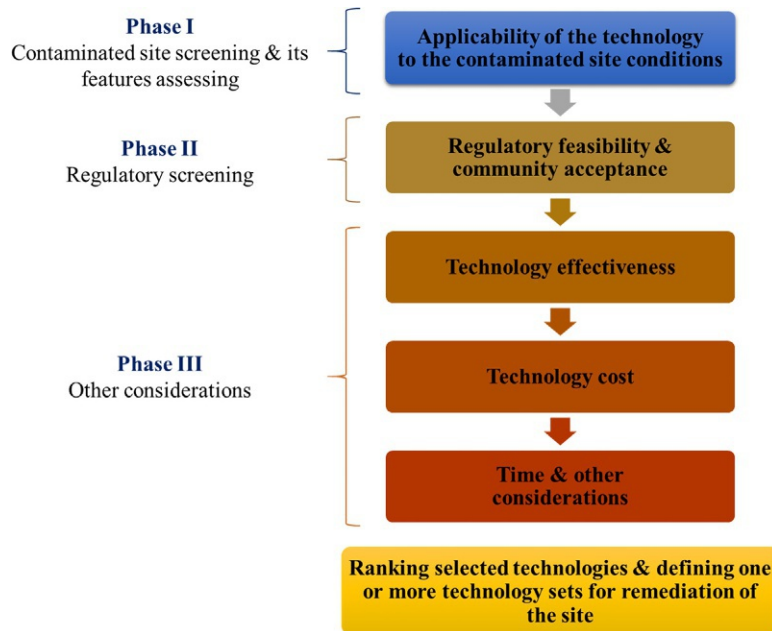 Phase I
Contaminated site screening & its
features assessing
Applicability of the technology
to the contaminated site conditions
Phase II
Regulatory screening
Regulatory feasibility &
community acceptance
Technology effectiveness
Phase III
Other considerations
Technology cost
Time & other
considerations
Ranking selected technologies & defining one
or more technology sets for remediation of
the site